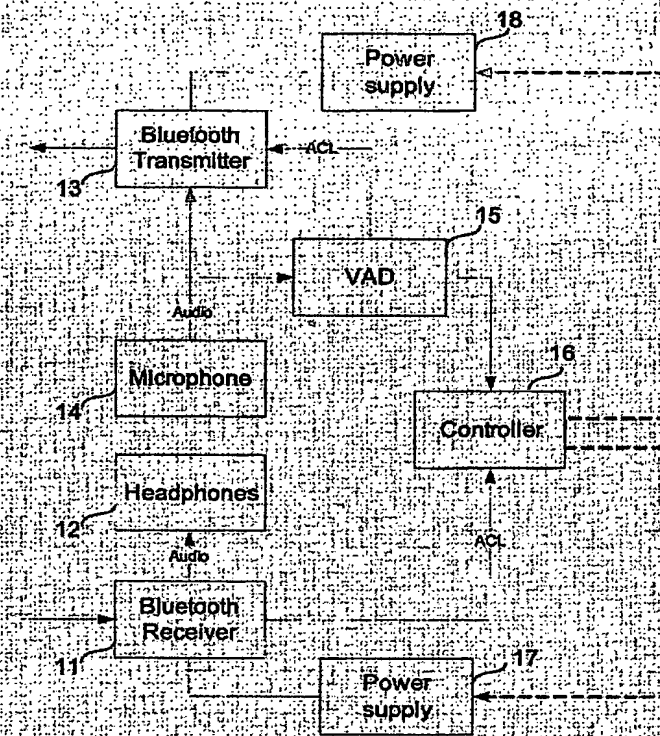 18
Power
supply
Bluetooth
Transmitter
ACL
13
15
VAD
Audio
16
Microphone
14
Controller
Headphones
12
Audio
ACL
Bluetooth
Receiver
11
17
Power
supply